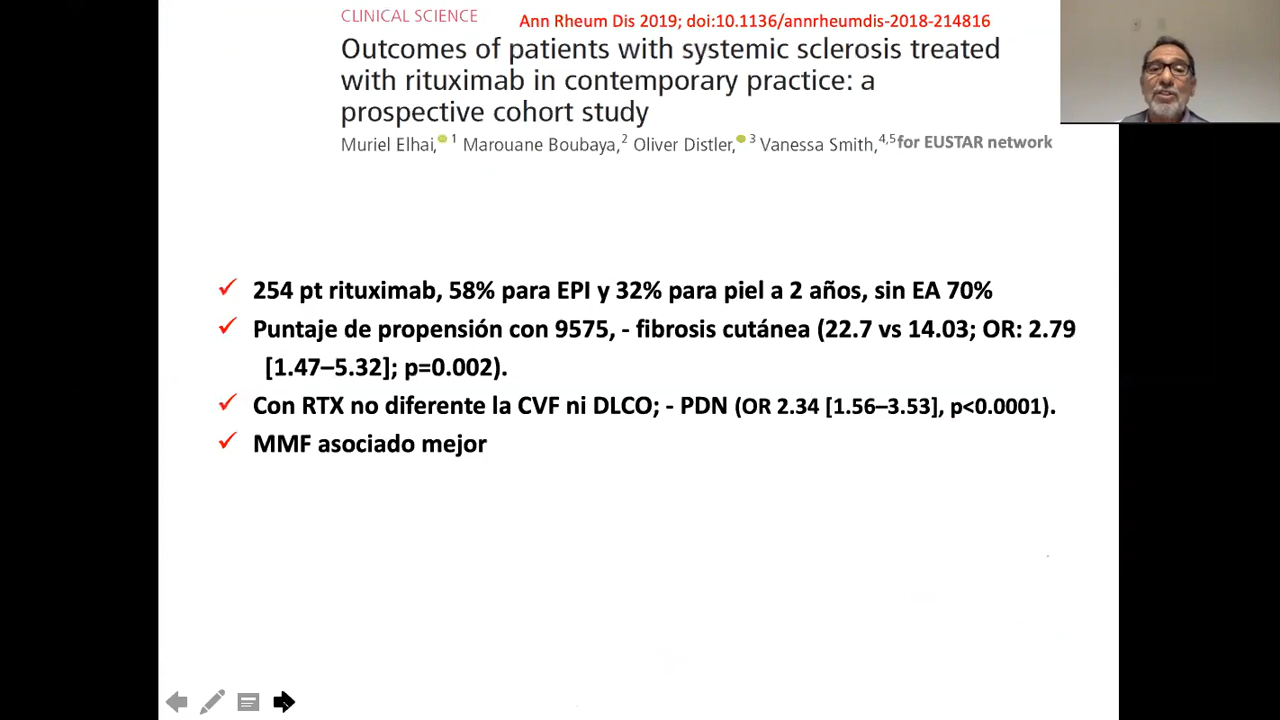 CLINICAL SCIENCE
Ann Rheum Dis 2019; doi:10.1136/annrheumdis-2018-214816
Outcomes of patients with systemic sclerosis treated
with rituximab in contemporary practice: a
prospective cohort study
Muriel Elhai, 1 Marouane Boubaya,2 Oliver Distler, 3 Vanessa Smith,4,5 for EUSTAR network
✓ 254 pt rituximab, 58% para EPI y 32% para piel a 2 años, sin EA 70%
✓ Puntaje de propensión con 9575, - fibrosis cutánea (22.7 vs 14.03; OR: 2.79
[1.47–5.32]; p=0.002).
✓ Con RTX no diferente la CVF ni DLCO; - PDN (OR 2.34 [1.56–3.53], p<0.0001).
✓ MMF asociado mejor